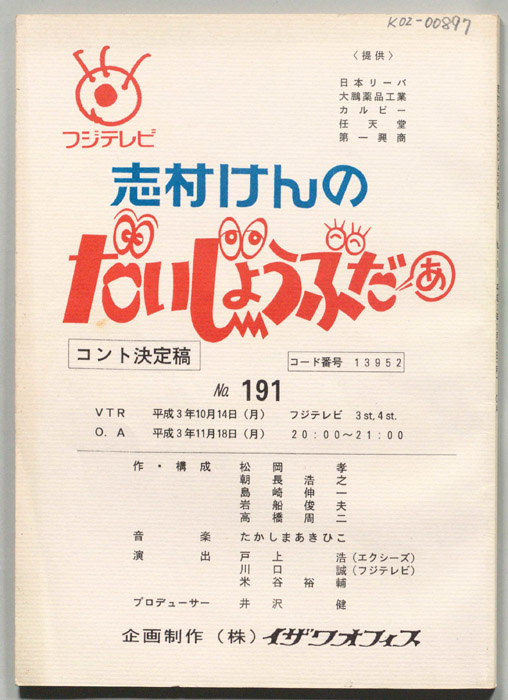 K02-00897
〈提供〉
日本リーバ
大鵬薬品工業
カルビー
任天堂
第一興商
フジテレビ
志村けんの
だいじょうぶだぁ
コント決定稿
コード番号 13952
No. 191
VTR 平成3年10月14日(月) フジテレビ 3st,4st.
O.A 平成3年11月18日(月) 20:00〜21:00
作・構成 松岡孝
朝長浩之
島崎伸一
岩船俊夫
高橋周二
音楽 たかしまあきひこ
演出 戸上浩(エクシーズ)
川口誠(フジテレビ)
米谷裕輔
プロデューサー 井沢健
企画制作(株)イザワオフィス